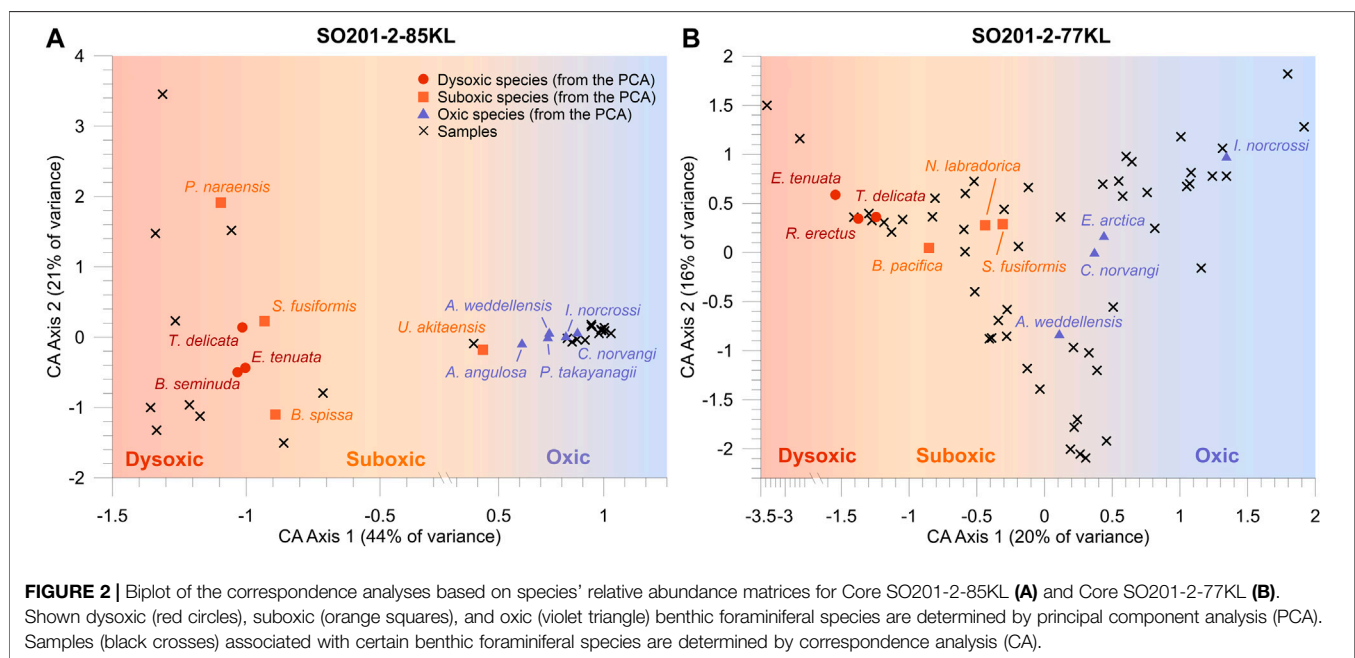 A
SO201-2-85KL
4
3
2
1
0
-1
-2
CA Axis 2 (21% of variance)
Dysoxic species (from the PCA)
Suboxic species (from the PCA)
Oxic species (from the PCA)
Samples
P. naraensis
S. fusiformis
T. delicata
E. tenuata
B. seminuda
B. spissa
U. akitaensis
A. weddellensis
I. norcrossi
A. angulosa
P. takayanagii
C. norvangi
Dysoxic
Suboxic
Oxic
-1.5
-1
-0.5
0.5
1
CA Axis 1 (44% of variance)
B
SO201-2-77KL
2
1.5
1
0.5
0
-0.5
-1
-1.5
-2
CA Axis 2 (16% of variance)
E. tenuata
T. delicata
R. erectus
N. labradorica
B. pacifica
S. fusiformis
I. norcrossi
E. arctica
C. norvangi
A. weddellensis
Dysoxic
Suboxic
Oxic
-3.5
-3
-1.5
-1
-0.5
0
0.5
1
1.5
2
CA Axis 1 (20% of variance)
FIGURE 2 | Biplot of the correspondence analyses based on species' relative abundance matrices for Core SO201-2-85KL (A) and Core SO201-2-77KL (B).
Shown dysoxic (red circles), suboxic (orange squares), and oxic (violet triangle) benthic foraminiferal species are determined by principal component analysis (PCA).
Samples (black crosses) associated with certain benthic foraminiferal species are determined by correspondence analysis (CA).